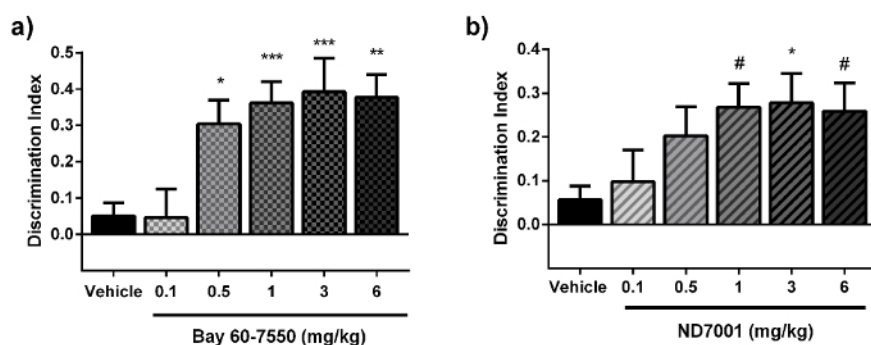 a)
Discrimination Index
0.5
0.4
0.3
0.2
0.1
0.0
* *** *** **
Vehicle 0.1 0.5 1 3 6
Bay 60-7550 (mg/kg)
b)
Discrimination Index
0.4
0.3
0.2
0.1
0.0
# * #
Vehicle 0.1 0.5 1 3 6
ND7001 (mg/kg)